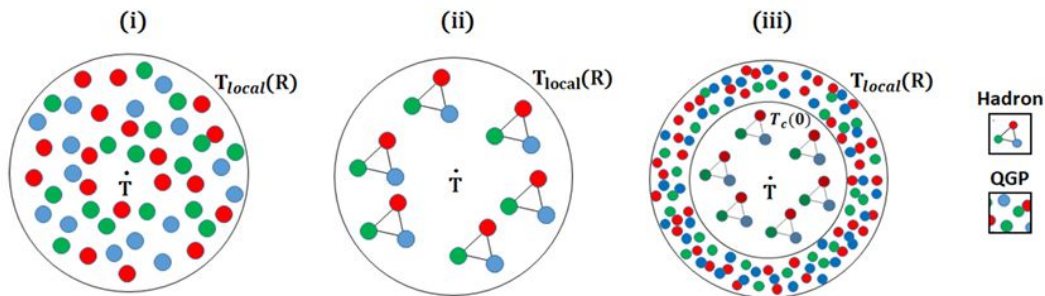 (i)
T_local(R)
Ṫ
(ii)
T_local(R)
Ṫ
(iii)
T_local(R)
T_c(0)
Ṫ
Hadron
QGP